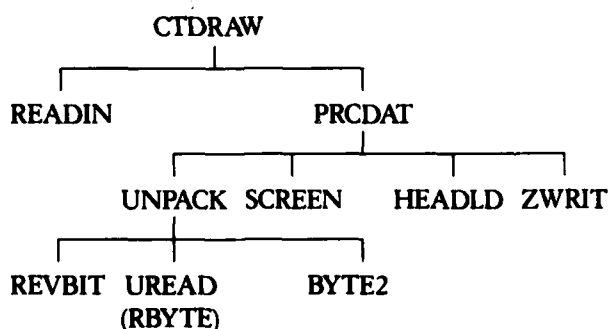 CTDRAW
READIN PRCDAT
UNPACK SCREEN HEADLD ZWRIT
REVBIT UREAD BYTE2
(RBYTE)